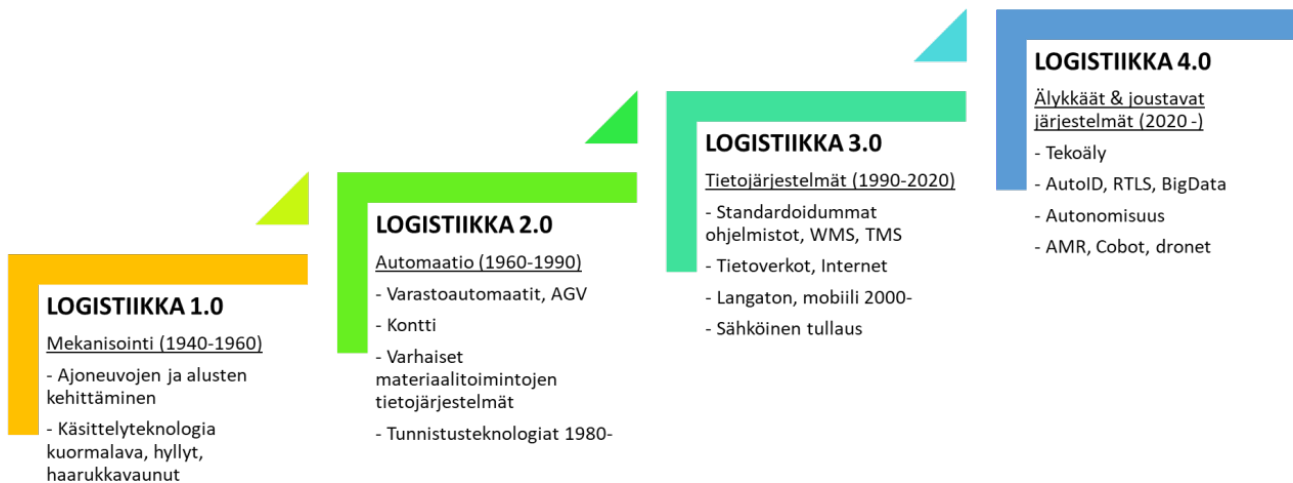 LOGISTIIKKA 1.0
Mekanisointi (1940-1960)
- Ajoneuvojen ja alusten
kehittäminen
- Käsittelyteknologia
kuormalava, hyllyt,
haarukkavaunut
LOGISTIIKKA 2.0
Automaatio (1960-1990)
- Varastoautomaatit, AGV
- Kontti
- Varhaiset
materiaalitoimintojen
tietojärjestelmät
- Tunnistusteknologiat 1980-
LOGISTIIKKA 3.0
Tietojärjestelmät (1990-2020)
- Standardoidummat
ohjelmistot, WMS, TMS
- Tietoverkot, Internet
- Langaton, mobiili 2000-
- Sähköinen tullaus
LOGISTIIKKA 4.0
Älykkäät & joustavat
järjestelmät (2020 -)
- Tekoäly
- AutoID, RTLS, BigData
- Autonomisuus
- AMR, Cobot, dronet